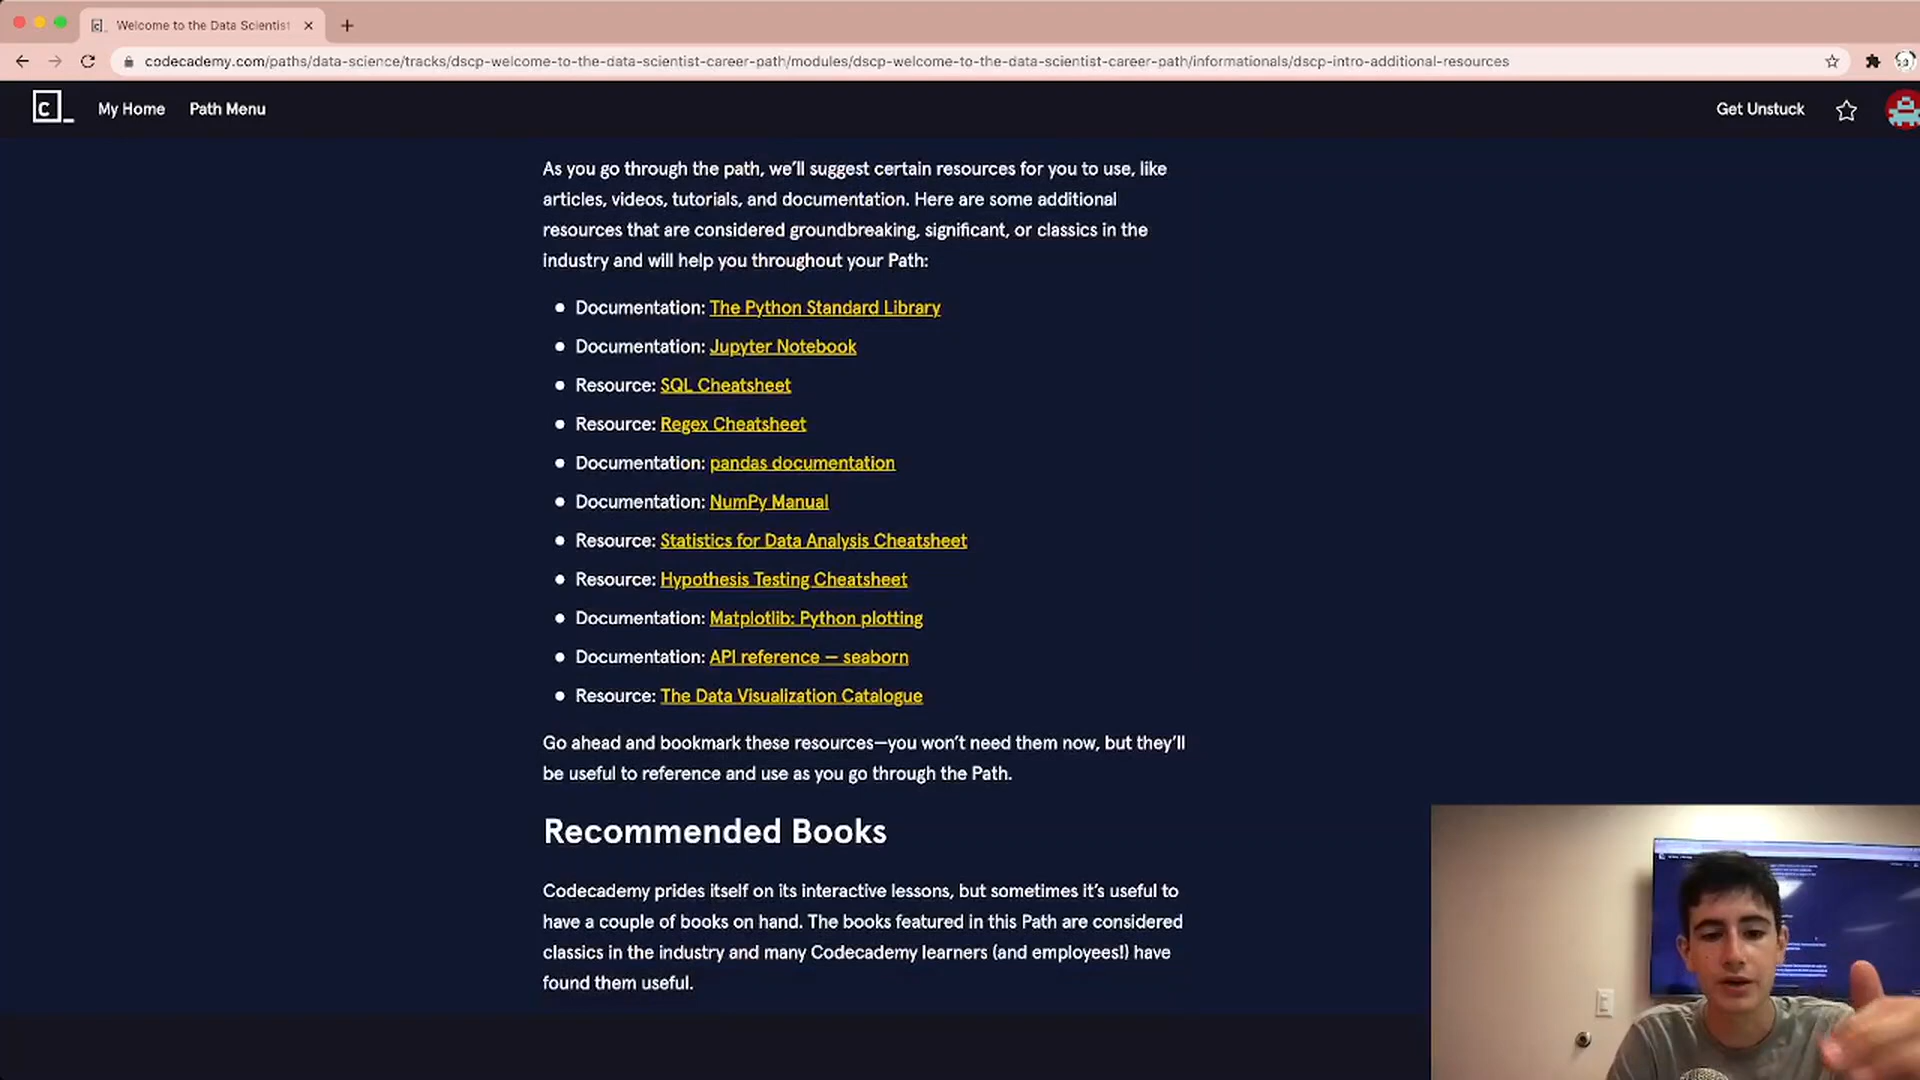 Welcome to the Data Scientist
codecademy.com/paths/data-science/tracks/dscp-welcome-to-the-data-scientist-career-path/modules/dscp-welcome-to-the-data-scientist-career-path/informationals/dscp-intro-additional-resources
c_ My Home Path Menu Get Unstuck
As you go through the path, we'll suggest certain resources for you to use, like
articles, videos, tutorials, and documentation. Here are some additional
resources that are considered groundbreaking, significant, or classics in the
industry and will help you throughout your Path:
• Documentation: The Python Standard Library
• Documentation: Jupyter Notebook
• Resource: SQL Cheatsheet
• Resource: Regex Cheatsheet
• Documentation: pandas documentation
• Documentation: NumPy Manual
• Resource: Statistics for Data Analysis Cheatsheet
• Resource: Hypothesis Testing Cheatsheet
• Documentation: Matplotlib: Python plotting
• Documentation: API reference — seaborn
• Resource: The Data Visualization Catalogue
Go ahead and bookmark these resources—you won't need them now, but they'll
be useful to reference and use as you go through the Path.
Recommended Books
Codecademy prides itself on its interactive lessons, but sometimes it's useful to
have a couple of books on hand. The books featured in this Path are considered
classics in the industry and many Codecademy learners (and employees!) have
found them useful.